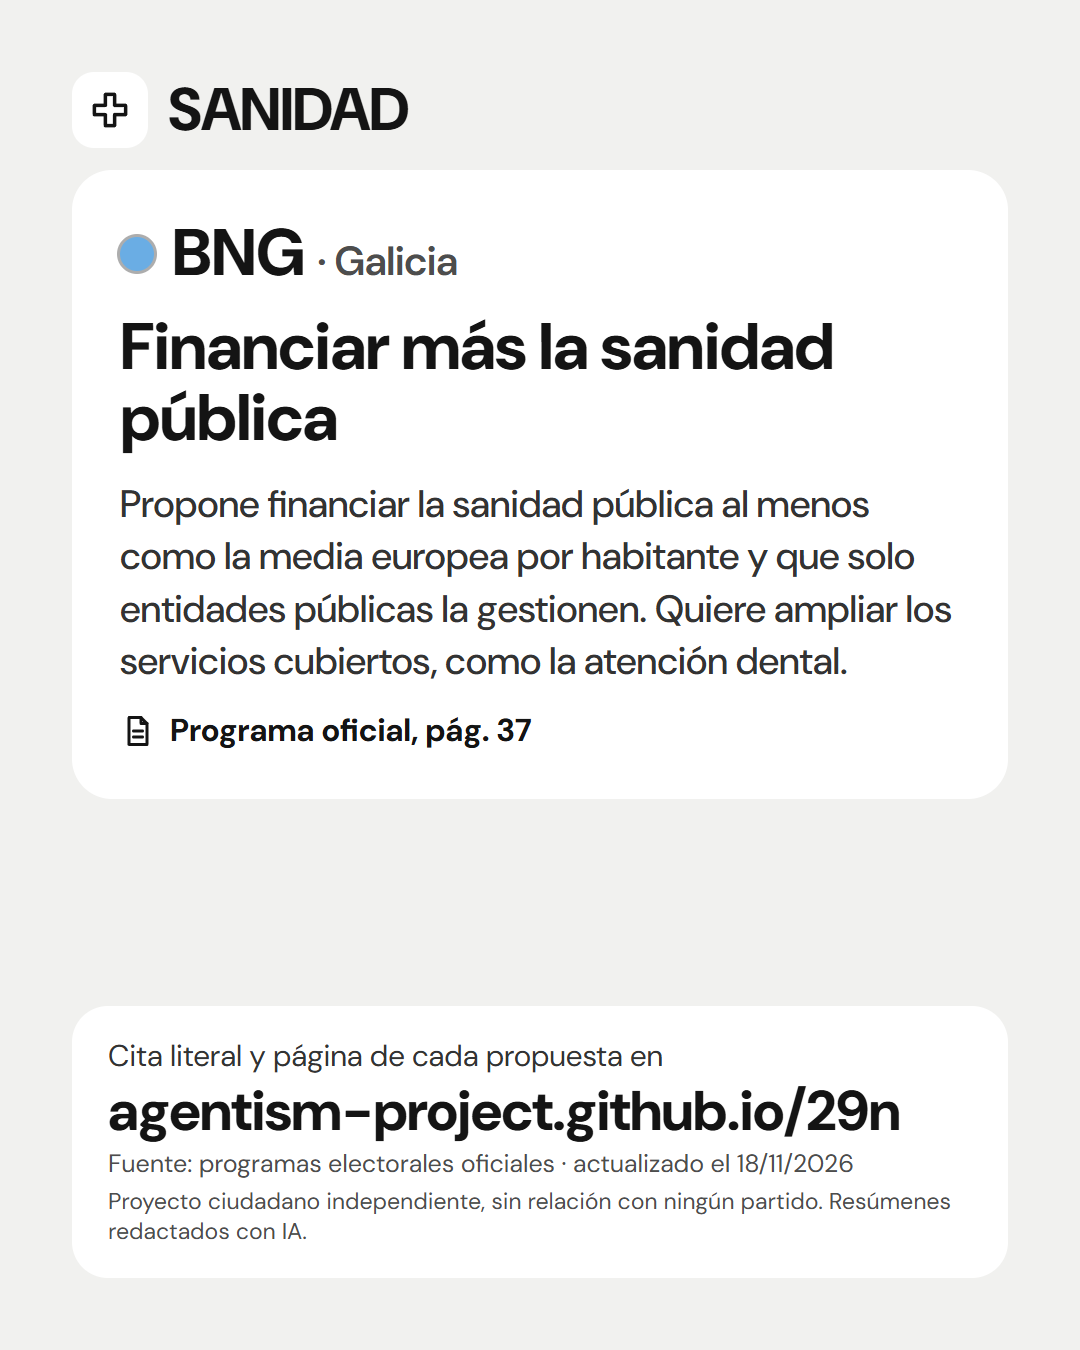 SANIDAD
BNG · Galicia
Financiar más la sanidad
pública
Propone financiar la sanidad pública al menos
como la media europea por habitante y que solo
entidades públicas la gestionen. Quiere ampliar los
servicios cubiertos, como la atención dental.
Programa oficial, pág. 37
Cita literal y página de cada propuesta en
agentism-project.github.io/29n
Fuente: programas electorales oficiales · actualizado el 18/11/2026
Proyecto ciudadano independiente, sin relación con ningún partido. Resúmenes
redactados con IA.